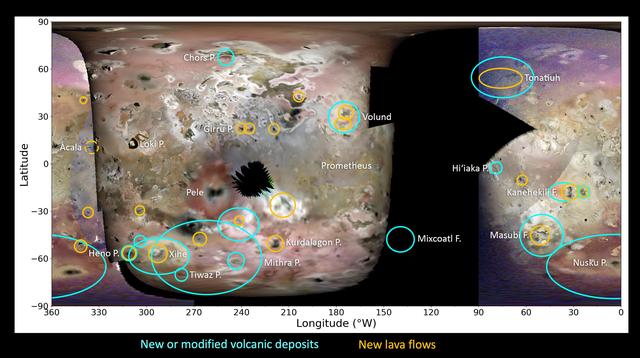 90
60
30
0
−30
−60
−90
Latitude
Chors P.
Tonatiuh
Volund
Girru P.
Acala
Loki P.
Prometheus
Hi'iaka P.
Pele
Kanehekili F.
Masubi F.
Kurdalagon P.
Mixcoatl F.
Heno P.
Xihe
Mithra P.
Nusku P.
Tiwaz P.
360 330 300 270 240 210 180 150 120 90 60 30 0
Longitude (°W)
New or modified volcanic deposits New lava flows